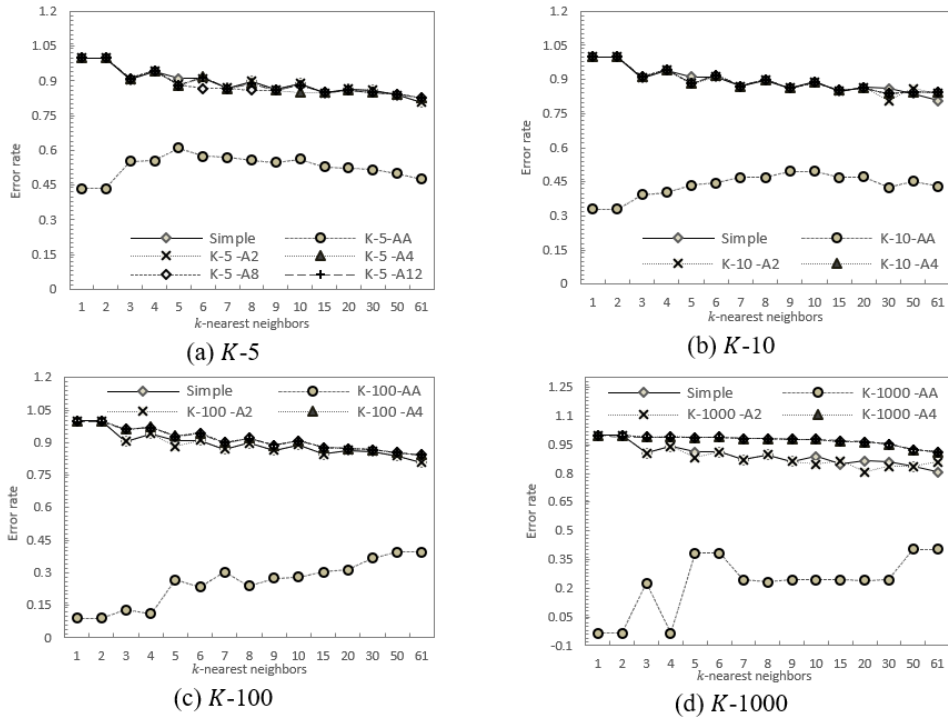 1.2
1.05
0.9
0.75
0.6
0.45
0.3
0.15
0
Error rate
Simple K-5-AA
K-5 -A2 K-5 -A4
K-5 -A8 K-5 -A12
1 2 3 4 5 6 7 8 9 10 15 20 30 50 61
k-nearest neighbors
(a) K-5
1.2
1.05
0.9
0.75
0.6
0.45
0.3
0.15
0
Error rate
Simple K-10-AA
K-10 -A2 K-10 -A4
1 2 3 4 5 6 7 8 9 10 15 20 30 50 61
k-nearest neighbors
(b) K-10
1.2
1.05
0.9
0.75
0.6
0.45
0.3
0.15
0
Error rate
Simple K-100-AA
K-100 -A2 K-100 -A4
1 2 3 4 5 6 7 8 9 10 15 20 30 50 61
k-nearest neighbors
(c) K-100
1.25
1.1
0.95
0.8
0.65
0.5
0.35
0.2
0.05
-0.1
Error rate
Simple K-1000-AA
K-1000 -A2 K-1000 -A4
1 2 3 4 5 6 7 8 9 10 15 20 30 50 61
k-nearest neighbors
(d) K-1000